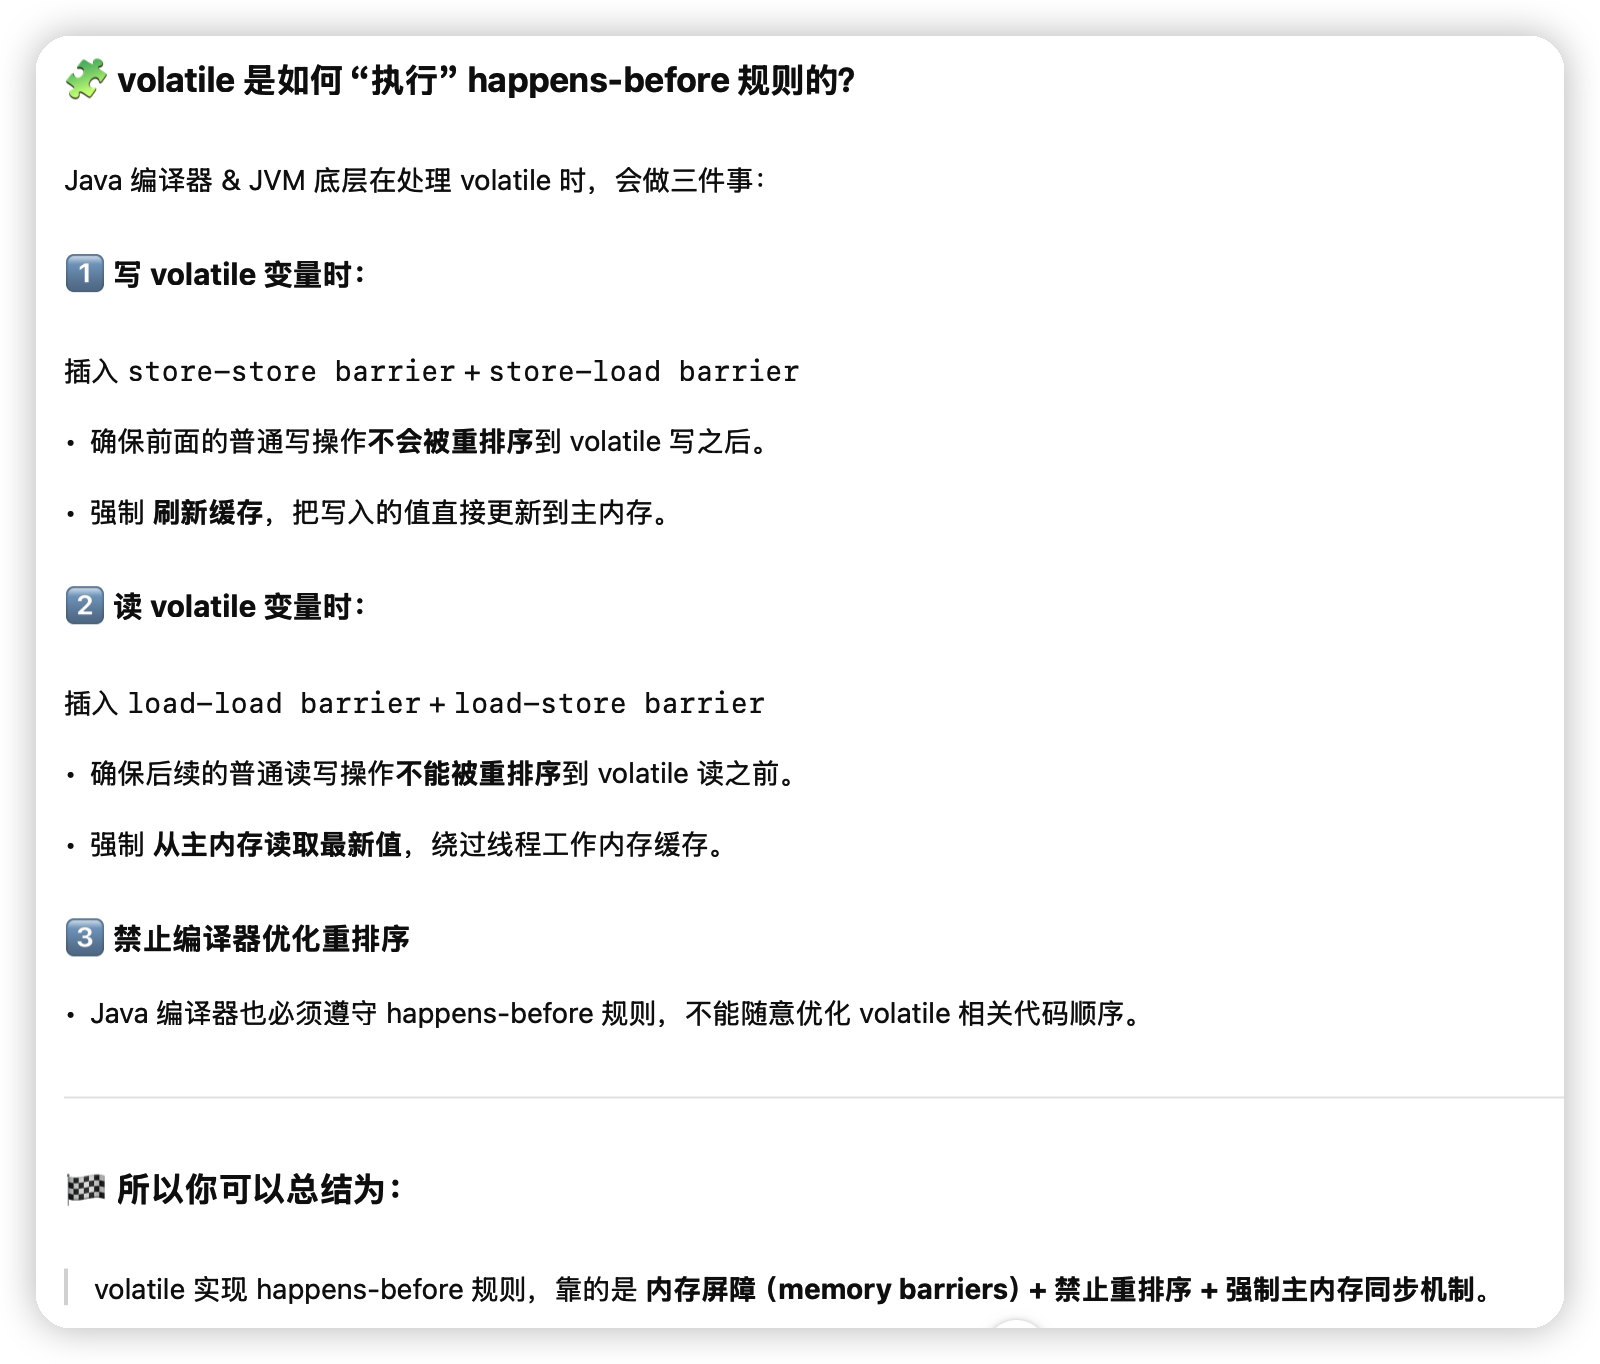 🧩 volatile 是如何 “执行” happens-before 规则的?
Java 编译器 & JVM 底层在处理 volatile 时，会做三件事：
1️⃣ 写 volatile 变量时：
插入 store-store barrier + store-load barrier
• 确保前面的普通写操作不会被重排序到 volatile 写之后。
• 强制 刷新缓存，把写入的值直接更新到主内存。
2️⃣ 读 volatile 变量时：
插入 load-load barrier + load-store barrier
• 确保后续的普通读写操作不能被重排序到 volatile 读之前。
• 强制 从主内存读取最新值，绕过线程工作内存缓存。
3️⃣ 禁止编译器优化重排序
• Java 编译器也必须遵守 happens-before 规则，不能随意优化 volatile 相关代码顺序。
🏁 所以你可以总结为：
volatile 实现 happens-before 规则，靠的是 内存屏障（memory barriers）+ 禁止重排序 + 强制主内存同步机制。